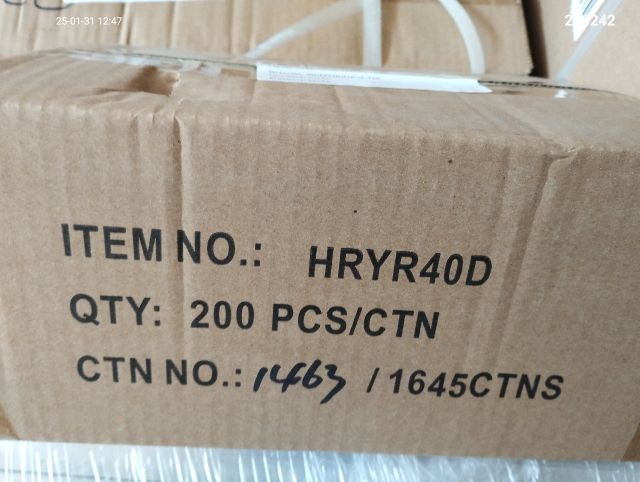 25-01-31 12:47
ITEM NO.: HRYR40D
QTY: 200 PCS/CTN
CTN NO.: 1463 / 1645CTNS